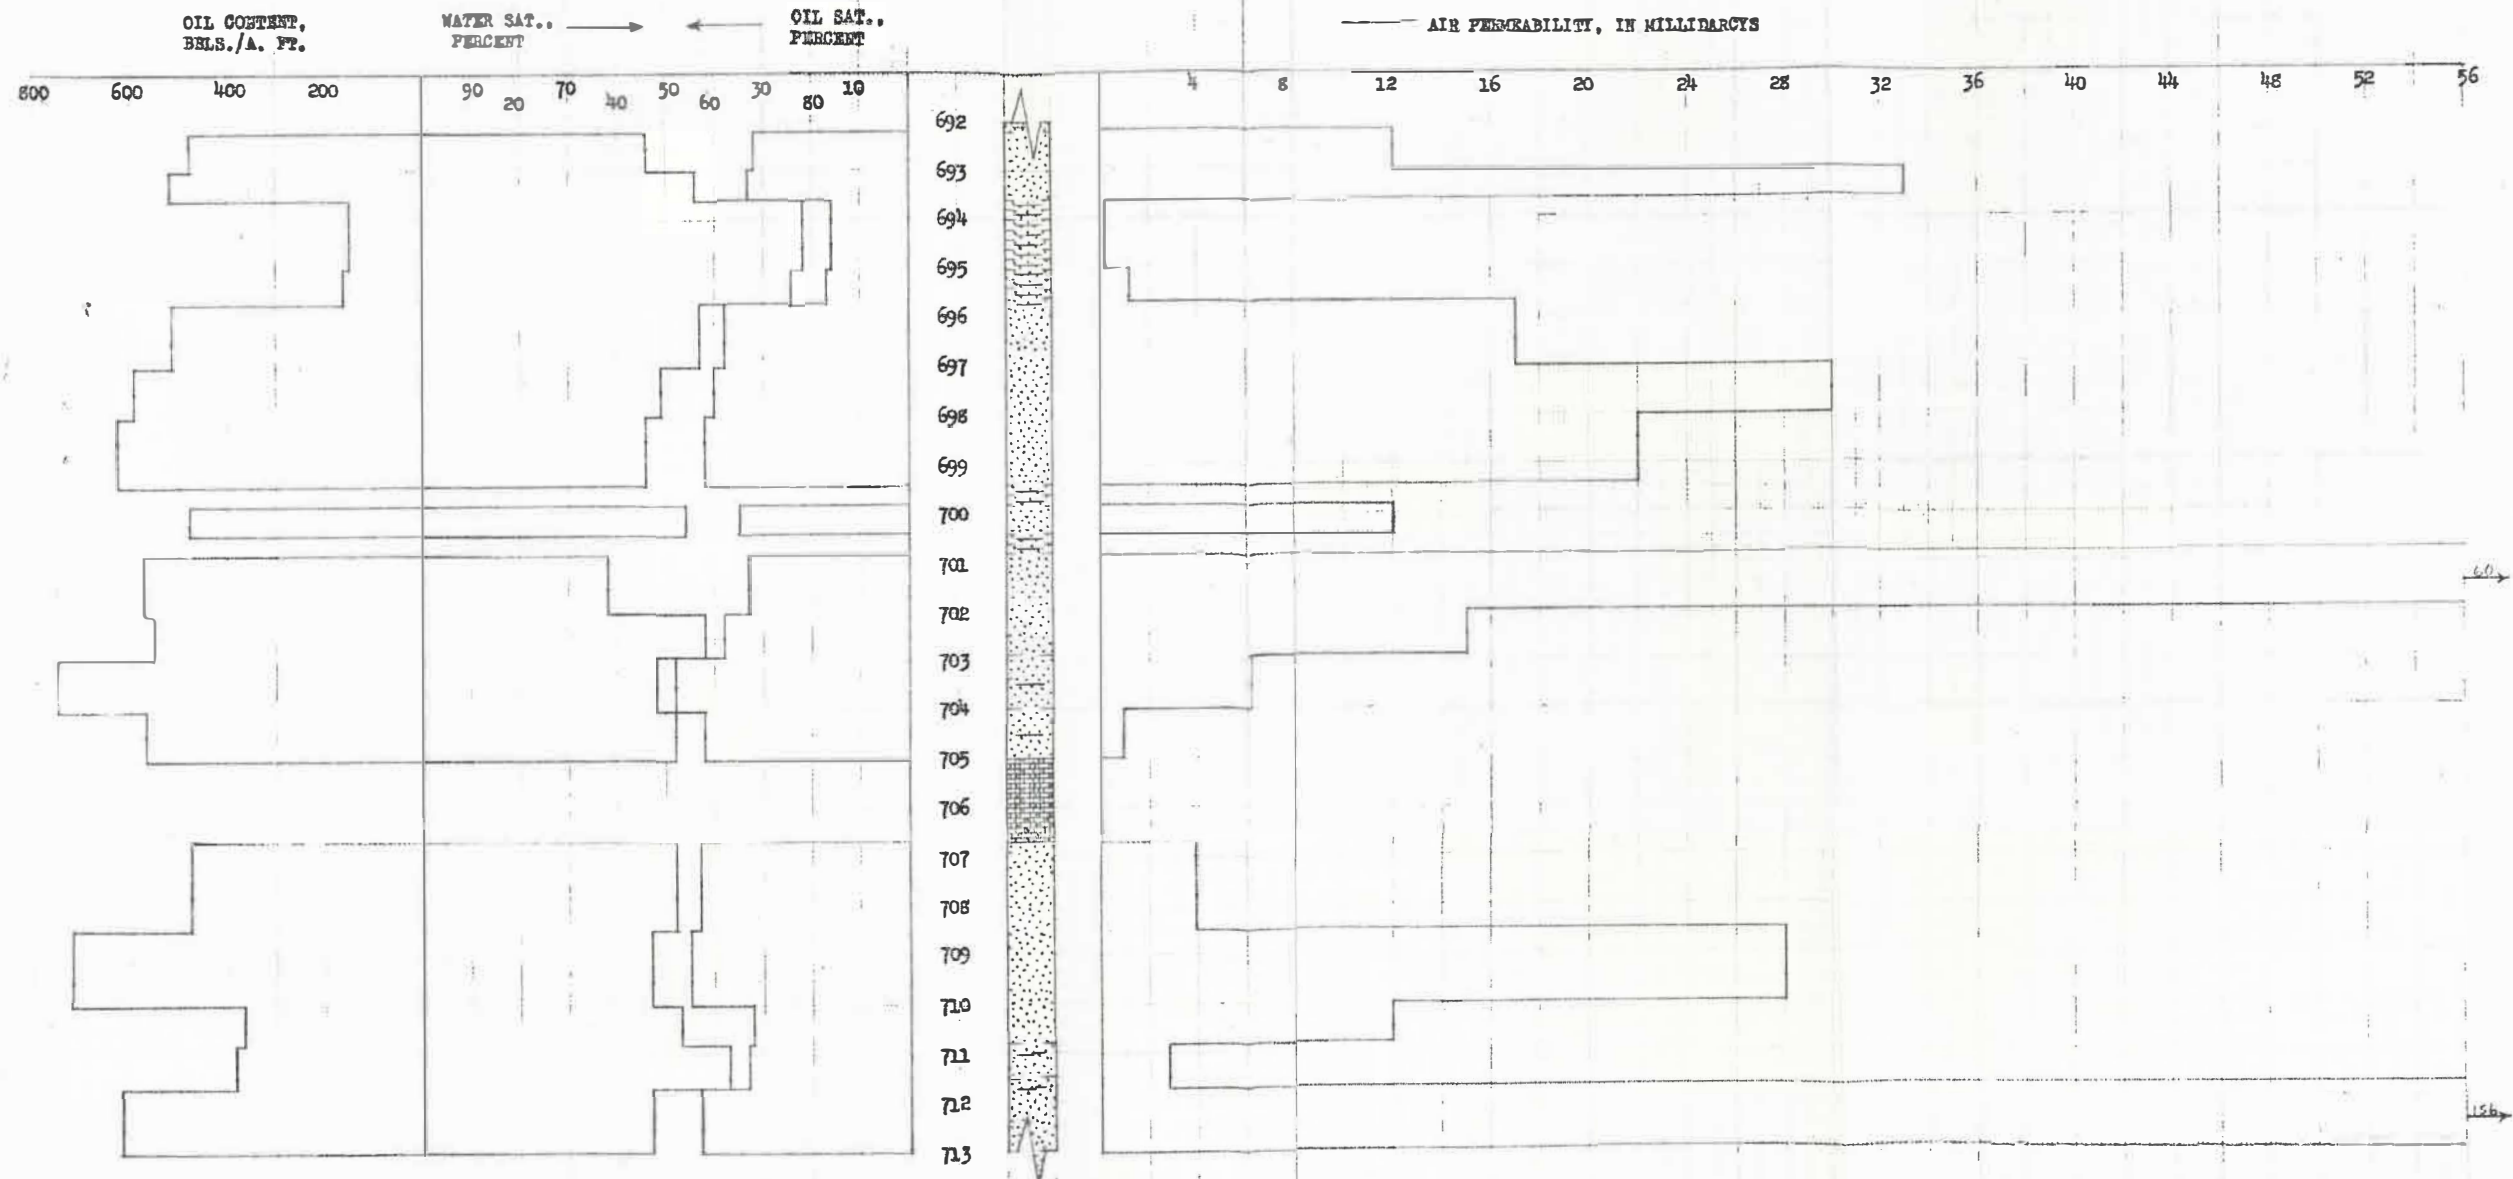 OIL CONTENT,
BBLS./A. FT.
WATER SAT.,
PERCENT
OIL SAT.,
PERCENT
AIR PERMEABILITY, IN MILLIDARCYS
800 600 400 200
90 70 50 30 10
20 40 60 80
4 8 12 16 20 24 28 32 36 40 44 48 52 56
692
693
694
695
696
697
698
699
700
701
60
702
703
704
705
706
707
708
709
710
711
712
156
713